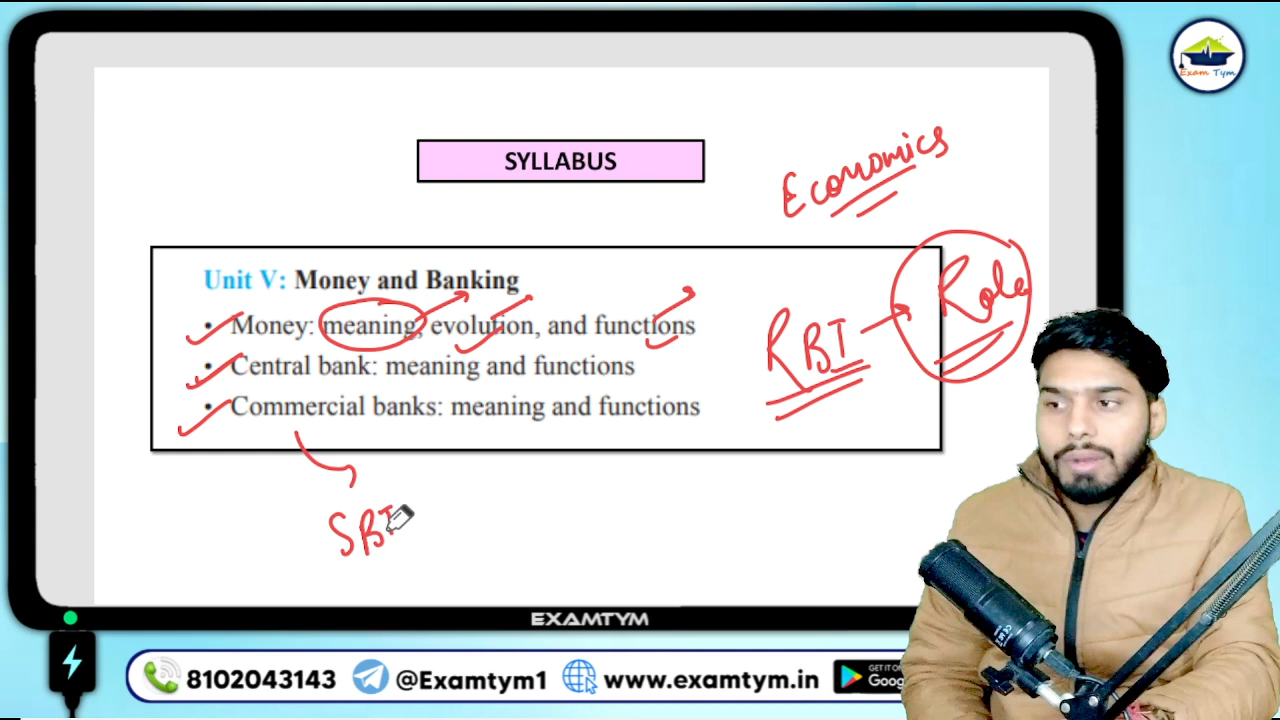 Exam Tym
SYLLABUS
Economics
Unit V: Money and Banking
• Money: meaning, evolution, and functions
• Central bank: meaning and functions
• Commercial banks: meaning and functions
RBI
Role
SBI
EXAMTYM
8102043143
@Examtym1
www.examtym.in
GET IT ON
Goog